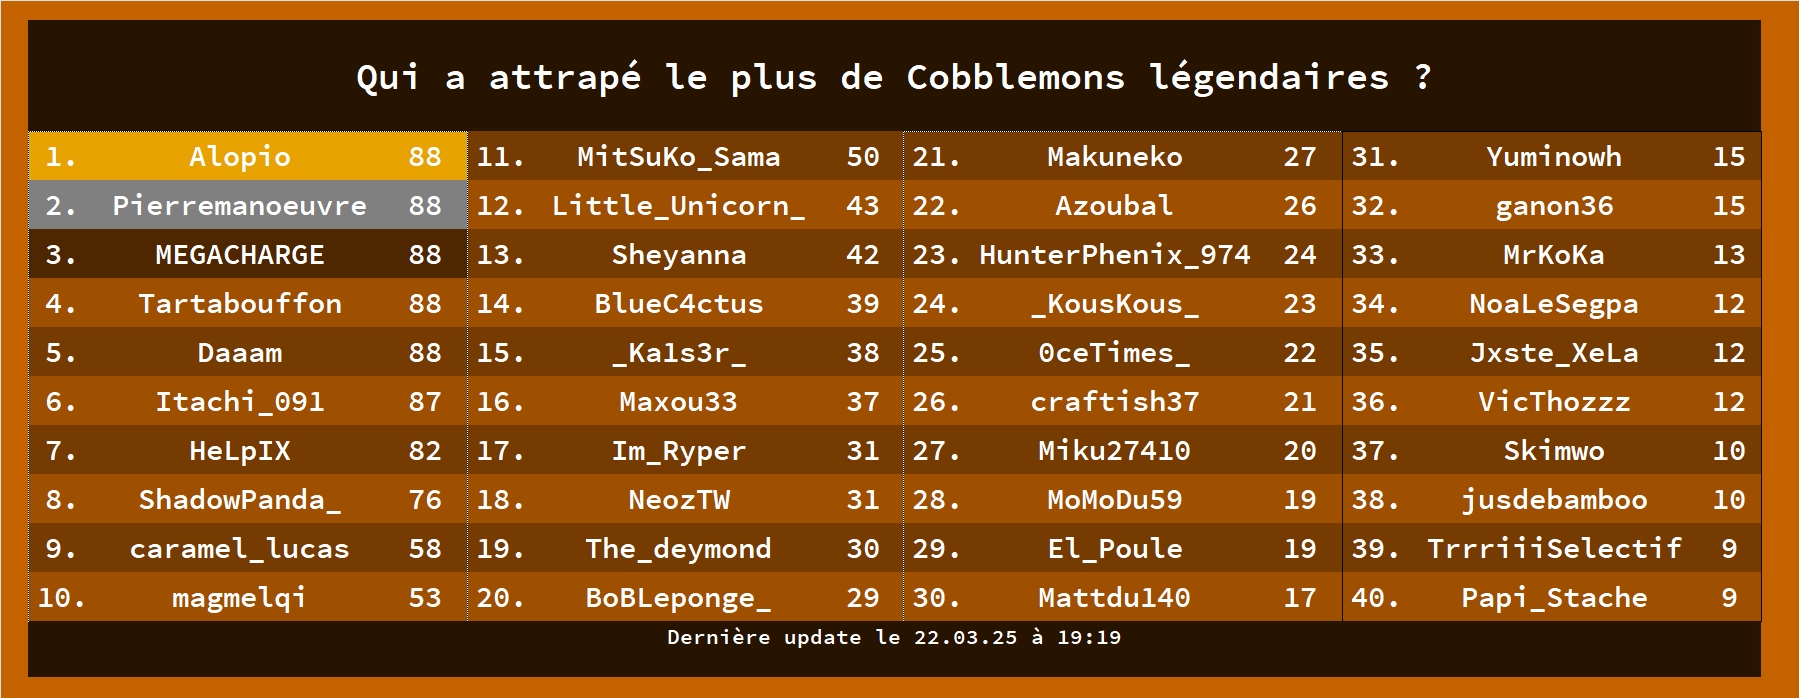 Qui a attrapé le plus de Cobblemons légendaires ?
1. Alopio 88
2. Pierremanoeuvre 88
3. MEGACHARGE 88
4. Tartabouffon 88
5. Daaam 88
6. Itachi_091 87
7. HeLpIX 82
8. ShadowPanda_ 76
9. caramel_lucas 58
10. magmelqi 53
11. MitSuKo_Sama 50
12. Little_Unicorn_ 43
13. Sheyanna 42
14. BlueC4ctus 39
15. _Ka1s3r_ 38
16. Maxou33 37
17. Im_Ryper 31
18. NeozTW 31
19. The_deymond 30
20. BoBLeponge_ 29
21. Makuneko 27
22. Azoubal 26
23. HunterPhenix_974 24
24. _KousKous_ 23
25. 0ceTimes_ 22
26. craftish37 21
27. Miku27410 20
28. MoMoDu59 19
29. El_Poule 19
30. Mattdu140 17
31. Yuminowh 15
32. ganon36 15
33. MrKoKa 13
34. NoaLeSegpa 12
35. Jxste_XeLa 12
36. VicThozzz 12
37. Skimwo 10
38. jusdebamboo 10
39. TrrriiiSelectif 9
40. Papi_Stache 9
Dernière update le 22.03.25 à 19:19